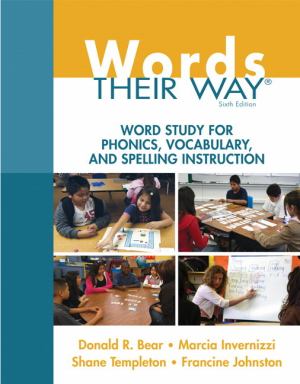 Words
THEIR WAY®
Sixth Edition
WORD STUDY FOR
PHONICS, VOCABULARY,
AND SPELLING INSTRUCTION
Donald R. Bear • Marcia Invernizzi
Shane Templeton • Francine Johnston